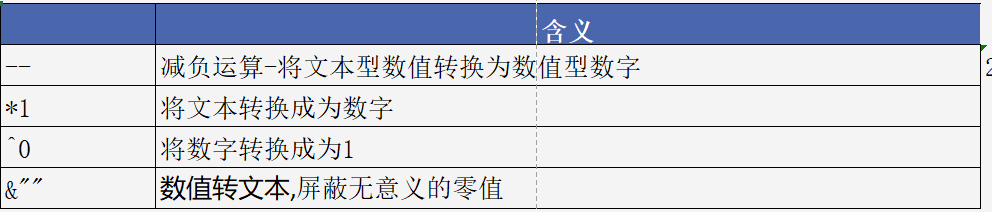 含义
-- 减负运算-将文本型数值转换为数值型数字
*1 将文本转换成为数字
^0 将数字转换成为1
&"" 数值转文本,屏蔽无意义的零值